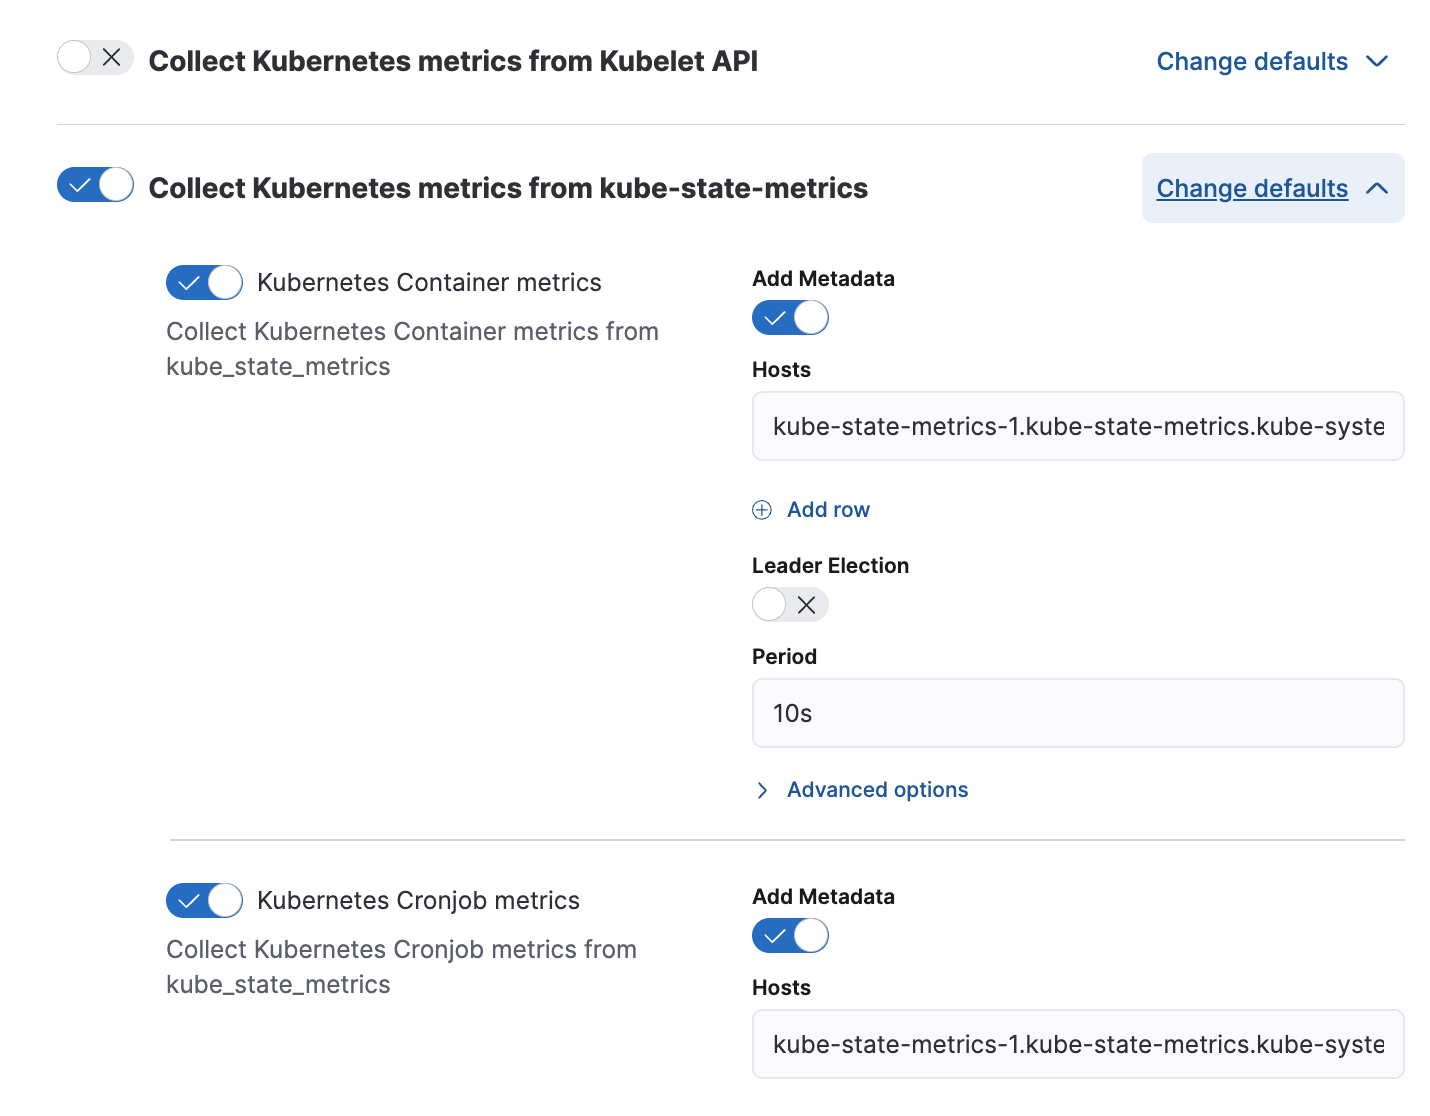 Collect Kubernetes metrics from Kubelet API
Change defaults
Collect Kubernetes metrics from kube-state-metrics
Change defaults
Kubernetes Container metrics
Collect Kubernetes Container metrics from
kube_state_metrics
Add Metadata
Hosts
kube-state-metrics-1.kube-state-metrics.kube-syste
Add row
Leader Election
Period
10s
Advanced options
Kubernetes Cronjob metrics
Collect Kubernetes Cronjob metrics from
kube_state_metrics
Add Metadata
Hosts
kube-state-metrics-1.kube-state-metrics.kube-syste